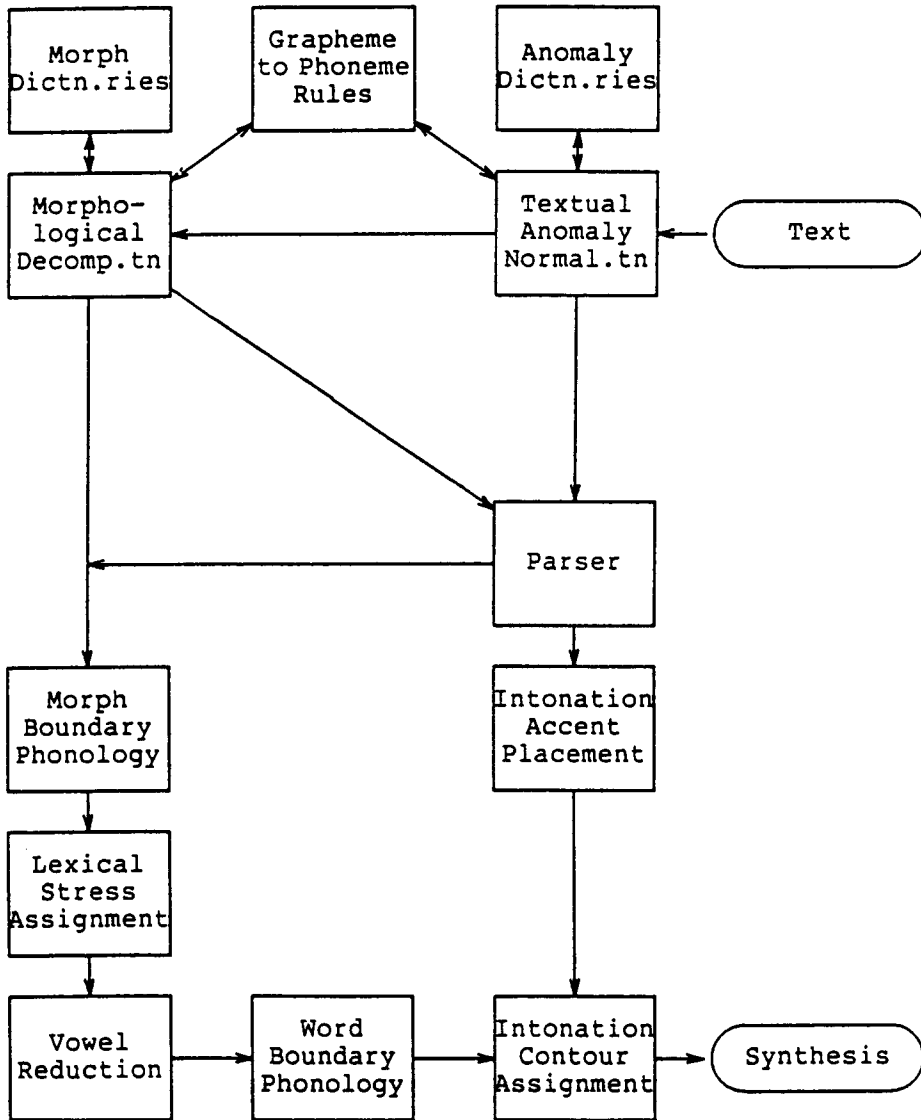 Morph
Dictn.ries
Grapheme
to Phoneme
Rules
Anomaly
Dictn.ries
Morpho-
logical
Decomp.tn
Textual
Anomaly
Normal.tn
Text
Parser
Morph
Boundary
Phonology
Intonation
Accent
Placement
Lexical
Stress
Assignment
Vowel
Reduction
Word
Boundary
Phonology
Intonation
Contour
Assignment
Synthesis